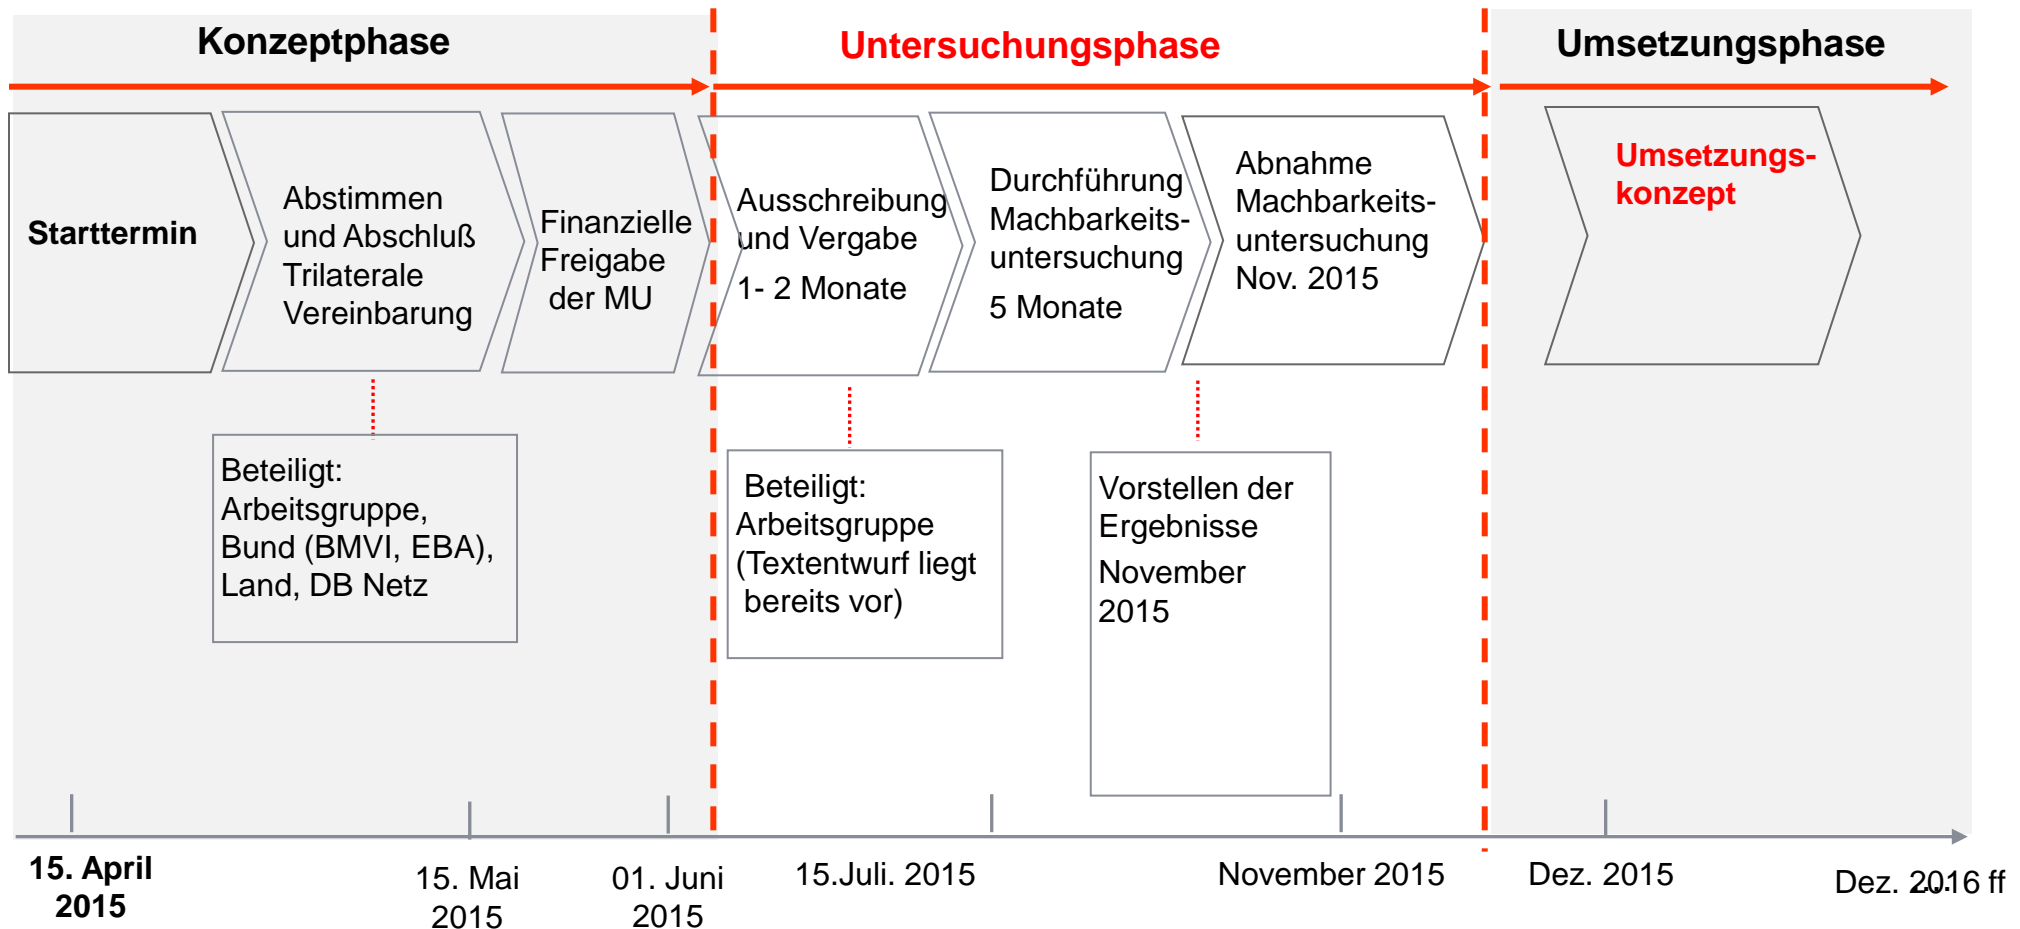 Konzeptphase
Untersuchungsphase
Umsetzungsphase
Starttermin
Abstimmen
und Abschluß
Trilaterale
Vereinbarung
Finanzielle
Freigabe
der MU
Ausschreibung
und Vergabe
1- 2 Monate
Durchführung
Machbarkeits-
untersuchung
5 Monate
Abnahme
Machbarkeits-
untersuchung
Nov. 2015
Umsetzungs-
konzept
Beteiligt:
Arbeitsgruppe,
Bund (BMVI, EBA),
Land, DB Netz
Beteiligt:
Arbeitsgruppe
(Textentwurf liegt
bereits vor)
Vorstellen der
Ergebnisse
November
2015
15. April
2015
15. Mai
2015
01. Juni
2015
15.Juli. 2015
November 2015
Dez. 2015
Dez. 2016 ff
....